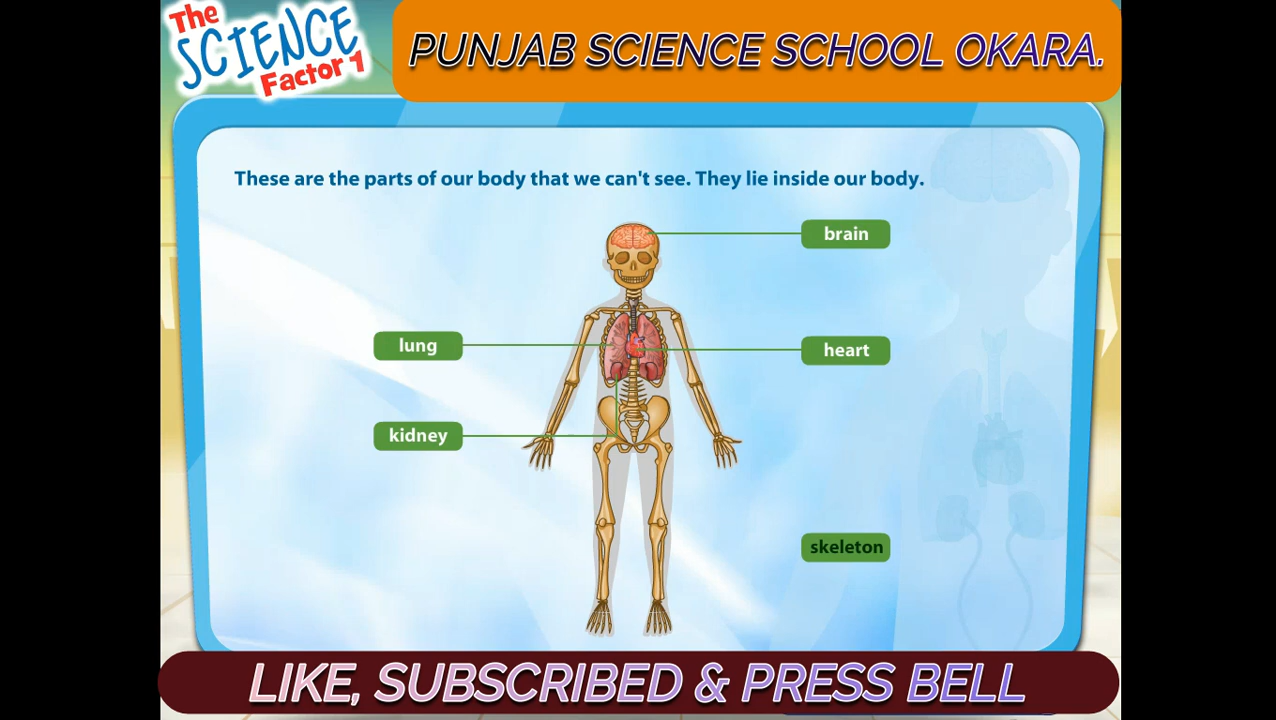 The
SCIENCE
Factor 1
PUNJAB SCIENCE SCHOOL OKARA.
These are the parts of our body that we can't see. They lie inside our body.
brain
lung
heart
kidney
skeleton
LIKE, SUBSCRIBED & PRESS BELL